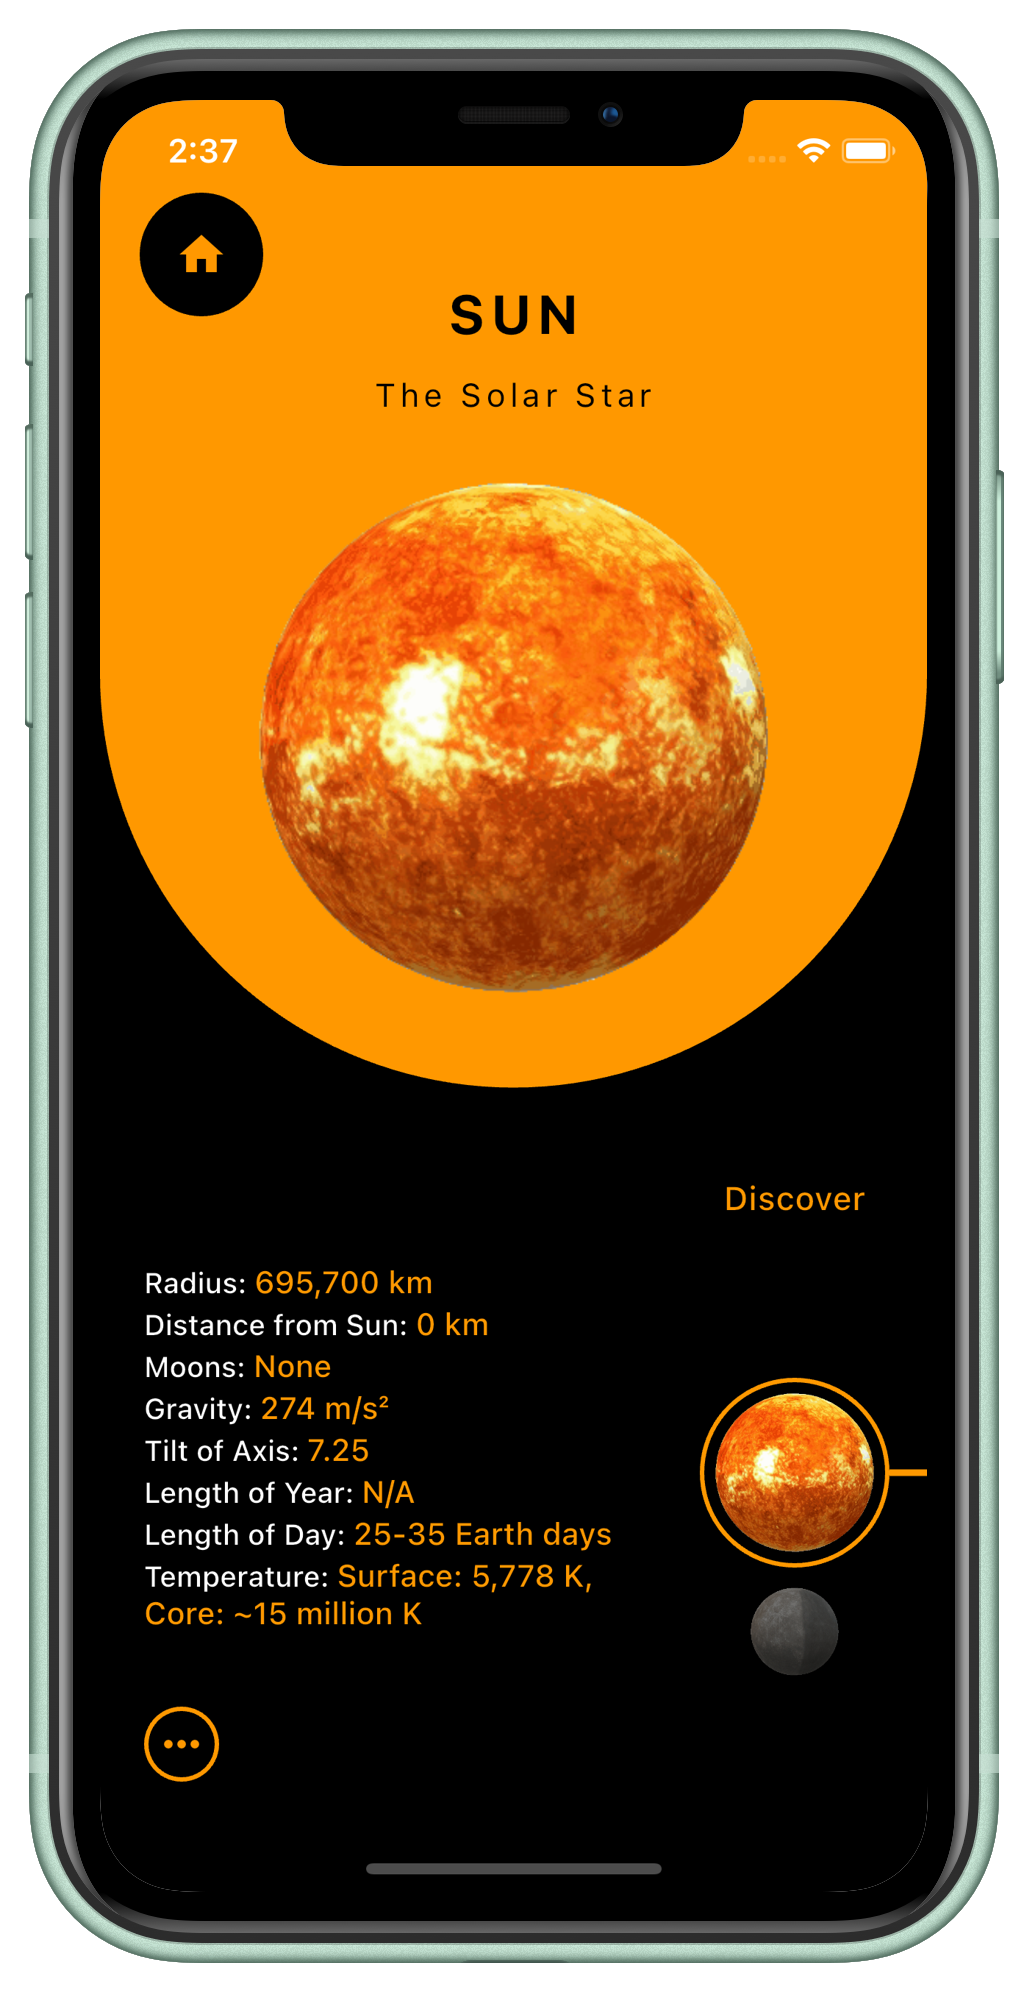 2:37
SUN
The Solar Star
Discover
Radius: 695,700 km
Distance from Sun: 0 km
Moons: None
Gravity: 274 m/s²
Tilt of Axis: 7.25
Length of Year: N/A
Length of Day: 25-35 Earth days
Temperature: Surface: 5,778 K,
Core: ~15 million K